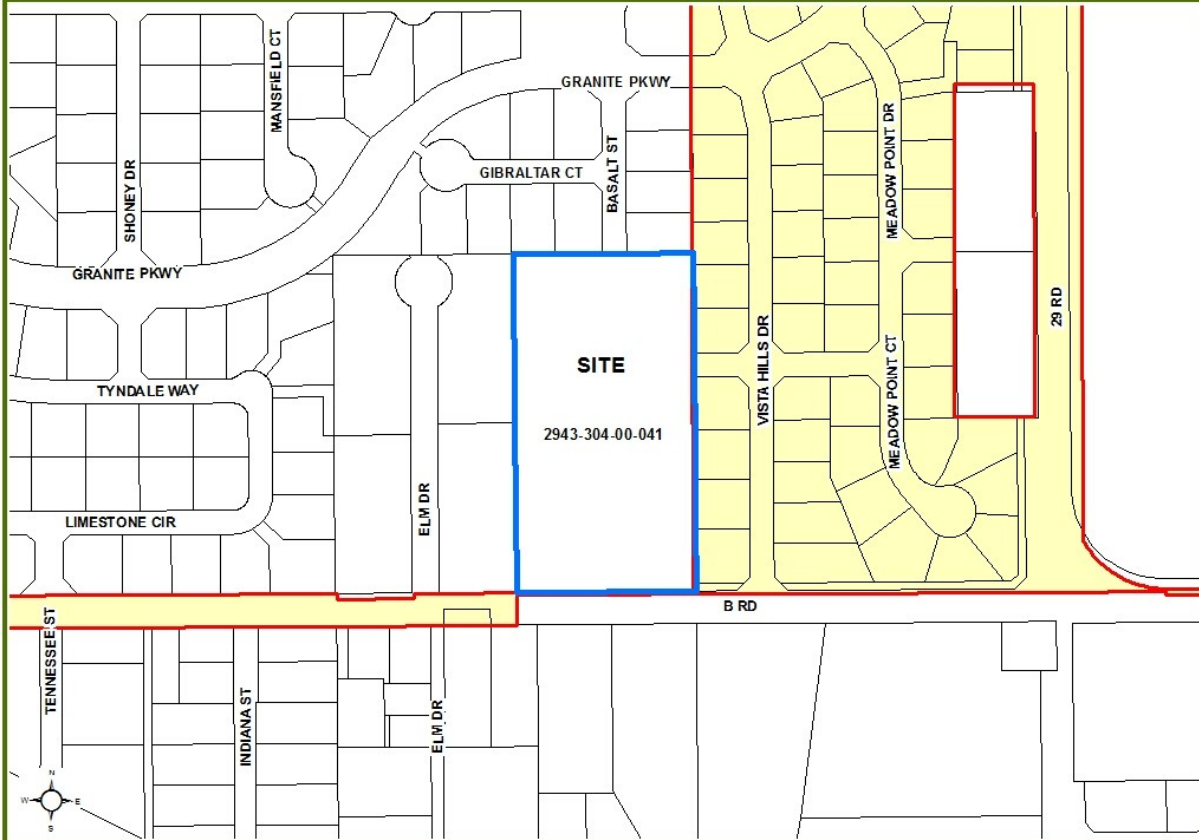 MANSFIELD CT
GRANITE PKWY
SHONEY DR
GIBRALTAR CT
BASALT ST
MEADOW POINT DR
GRANITE PKWY
29 RD
SITE
VISTA HILLS DR
TYNDALE WAY
MEADOW POINT CT
2943-304-00-041
ELM DR
LIMESTONE CIR
B RD
TENNESSEE ST
INDIANA ST
ELM DR
N
W E
S